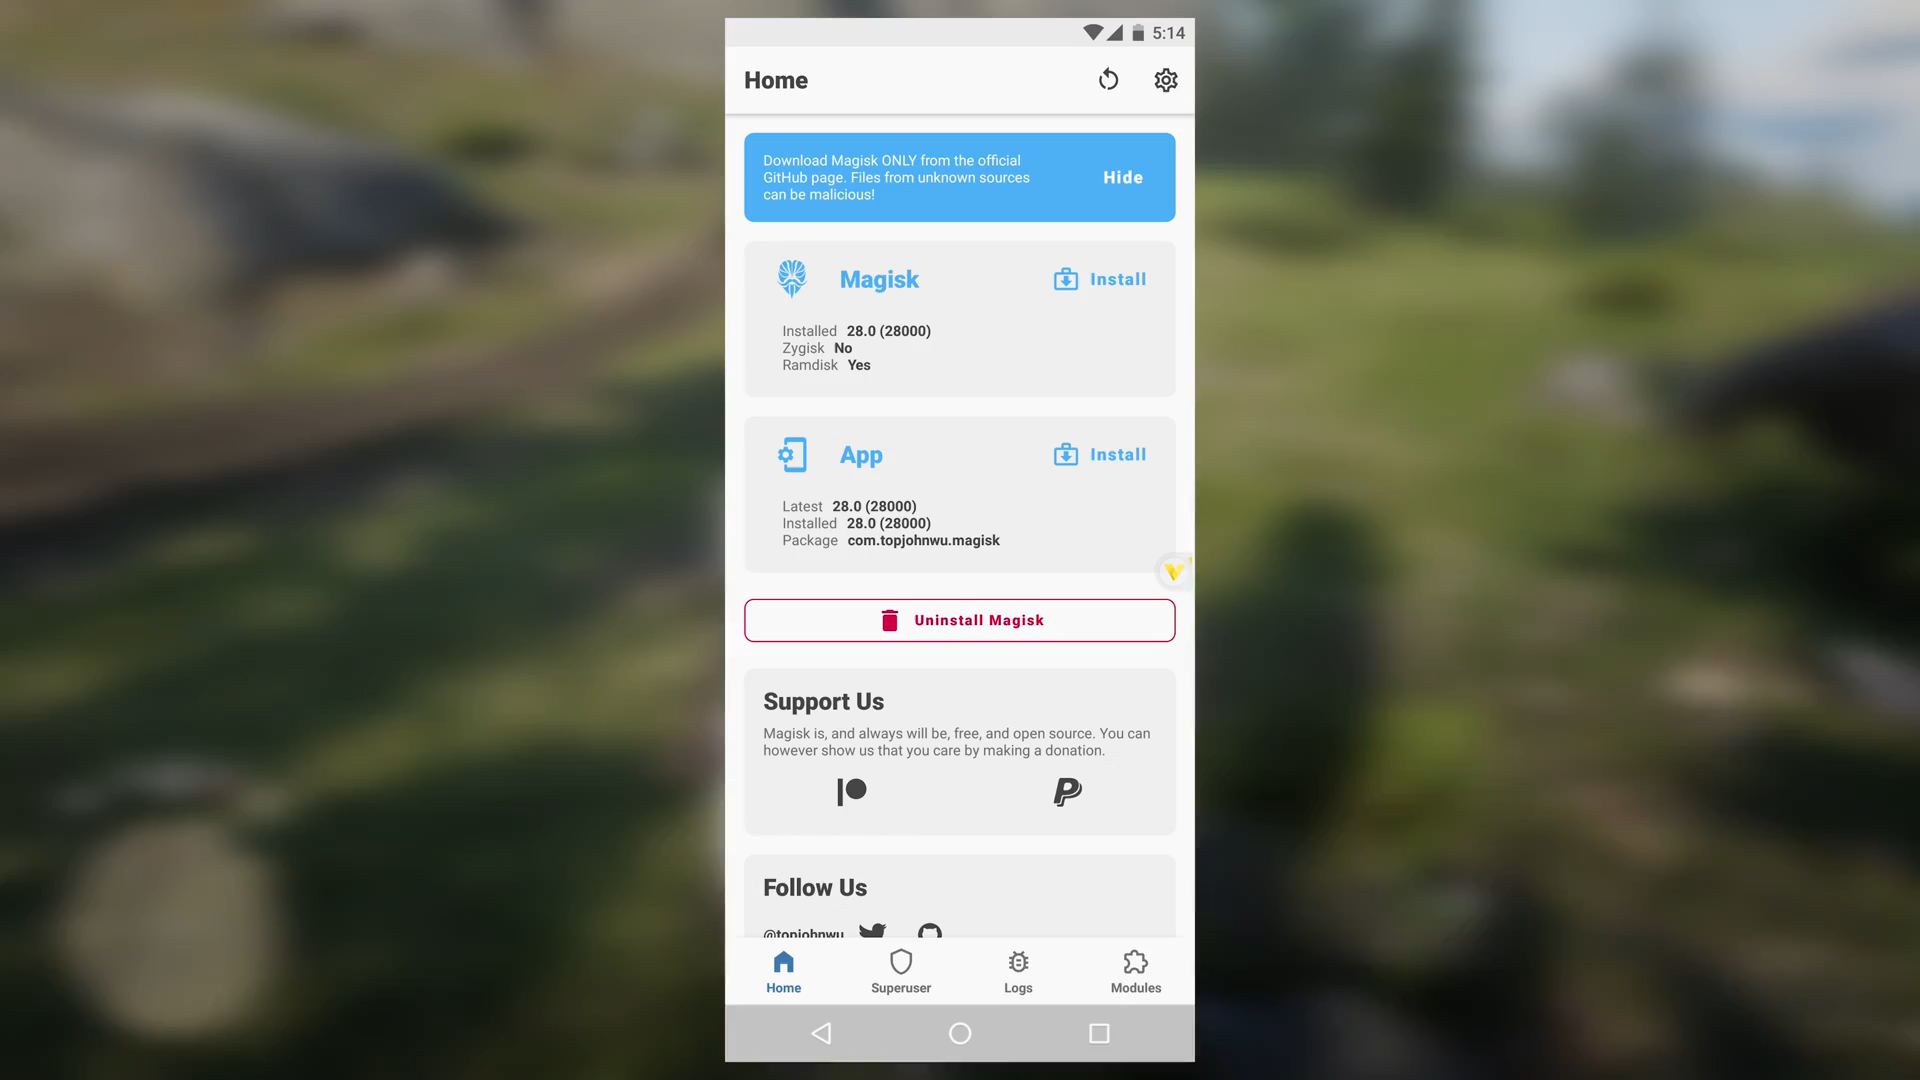 5:14
Home
Download Magisk ONLY from the official
GitHub page. Files from unknown sources
can be malicious!
Hide
Magisk
Install
Installed 28.0 (28000)
Zygisk No
Ramdisk Yes
App
Install
Latest 28.0 (28000)
Installed 28.0 (28000)
Package com.topjohnwu.magisk
Uninstall Magisk
Support Us
Magisk is, and always will be, free, and open source. You can
however show us that you care by making a donation.
Follow Us
@topjohnwu
Home
Superuser
Logs
Modules